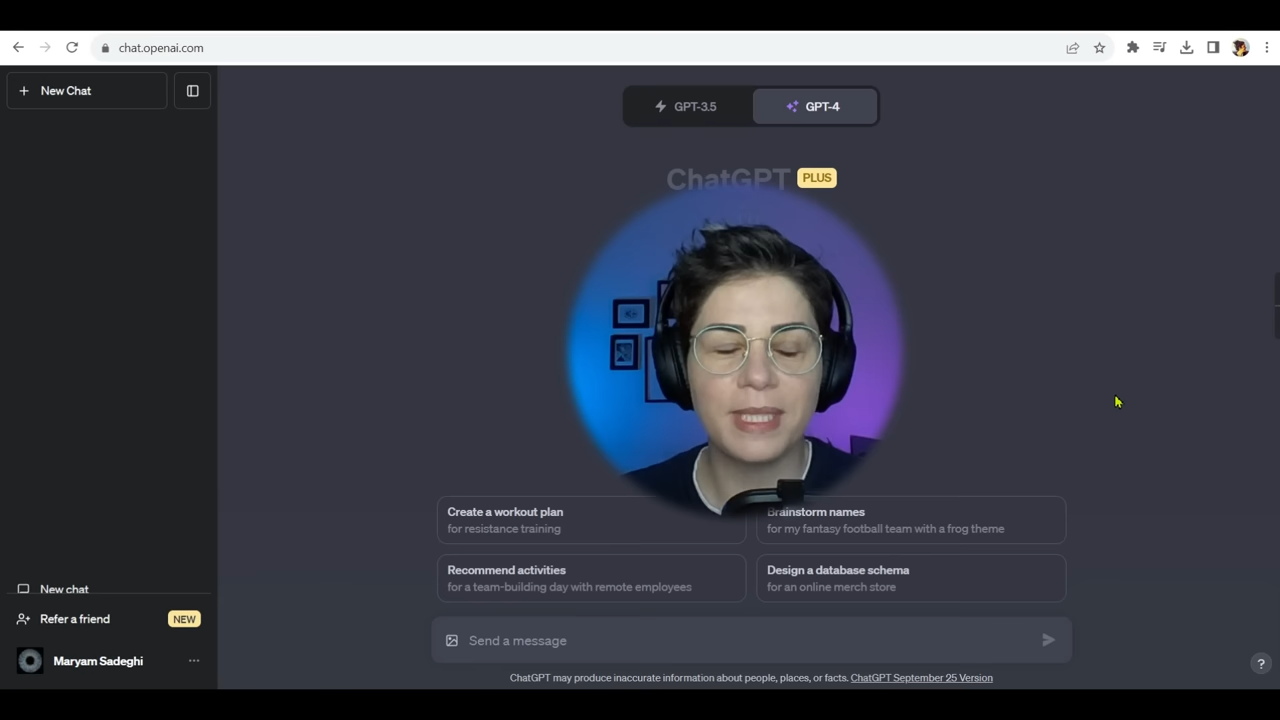 chat.openai.com
New Chat
GPT-3.5
GPT-4
ChatGPT PLUS
Create a workout plan
for resistance training
Brainstorm names
for my fantasy football team with a frog theme
Recommend activities
for a team-building day with remote employees
Design a database schema
for an online merch store
New chat
Refer a friend NEW
Maryam Sadeghi ...
Send a message
?
ChatGPT may produce inaccurate information about people, places, or facts. ChatGPT September 25 Version